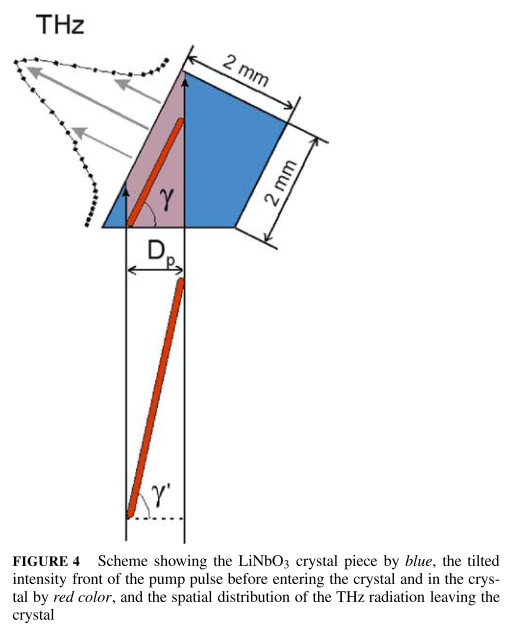 THz
2 mm
2 mm
γ
Dp
γ'
FIGURE 4 Scheme showing the LiNbO3 crystal piece by blue, the tilted
intensity front of the pump pulse before entering the crystal and in the crys-
tal by red color, and the spatial distribution of the THz radiation leaving the
crystal